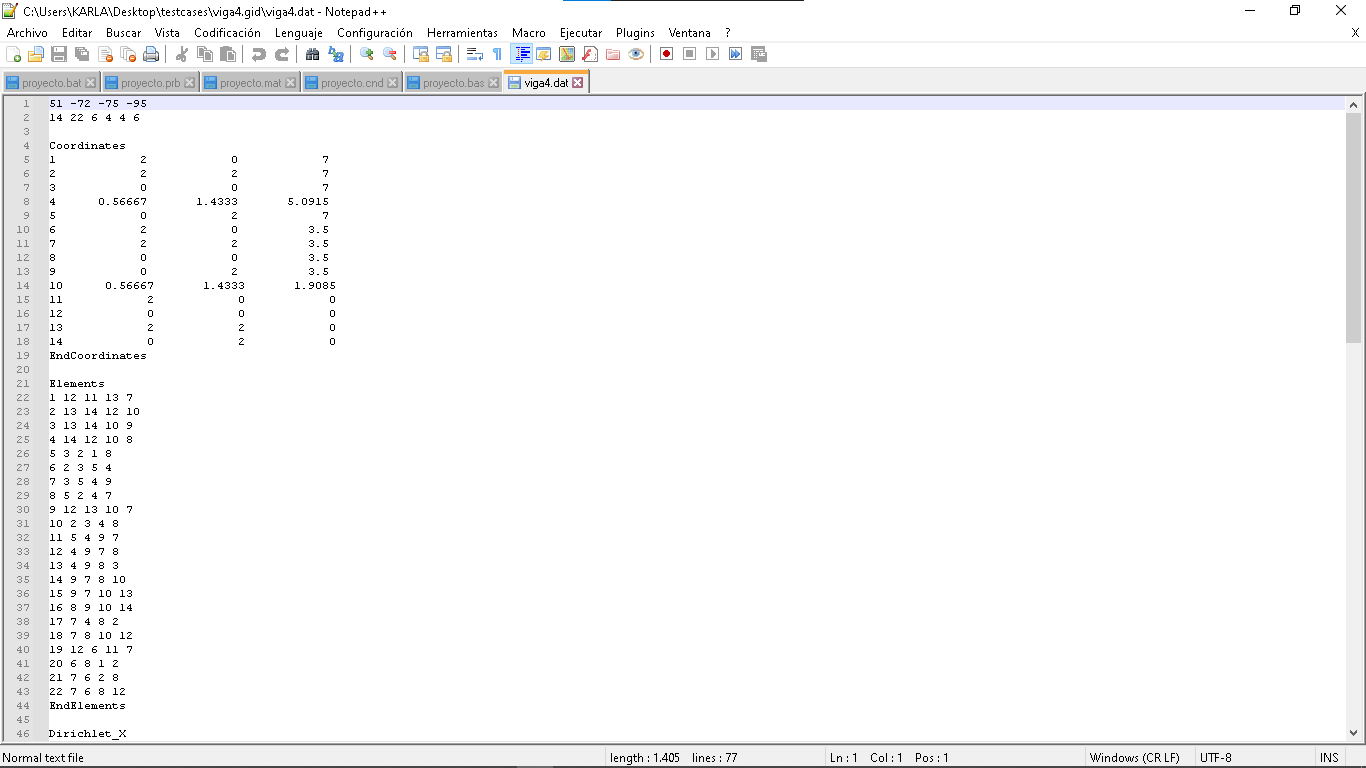 C:\Users\KARLA\Desktop\testcases\viga4.gid\viga4.dat - Notepad++
Archivo Editar Buscar Vista Codificación Lenguaje Configuración Herramientas Macro Ejecutar Plugins Ventana ? X
proyecto.bat proyecto.prb proyecto.mat proyecto.cnd proyecto.bas viga4.dat
1 51 -72 -75 -95
2 14 22 6 4 4 6
3
4 Coordinates
5 1 2 0 7
6 2 2 2 7
7 3 0 0 7
8 4 0.56667 1.4333 5.0915
9 5 0 2 7
10 6 2 0 3.5
11 7 2 2 3.5
12 8 0 0 3.5
13 9 0 2 3.5
14 10 0.56667 1.4333 1.9085
15 11 2 0 0
16 12 0 0 0
17 13 2 2 0
18 14 0 2 0
19 EndCoordinates
20
21 Elements
22 1 12 11 13 7
23 2 13 14 12 10
24 3 13 14 10 9
25 4 14 12 10 8
26 5 3 2 1 8
27 6 2 3 5 4
28 7 3 5 4 9
29 8 5 2 4 7
30 9 12 13 10 7
31 10 2 3 4 8
32 11 5 4 9 7
33 12 4 9 7 8
34 13 4 9 8 3
35 14 9 7 8 10
36 15 9 7 10 13
37 16 8 9 10 14
38 17 7 4 8 2
39 18 7 8 10 12
40 19 12 6 11 7
41 20 6 8 1 2
42 21 7 6 2 8
43 22 7 6 8 12
44 EndElements
45
46 Dirichlet_X
Normal text file length : 1.405 lines : 77 Ln : 1 Col : 1 Pos : 1 Windows (CR LF) UTF-8 INS